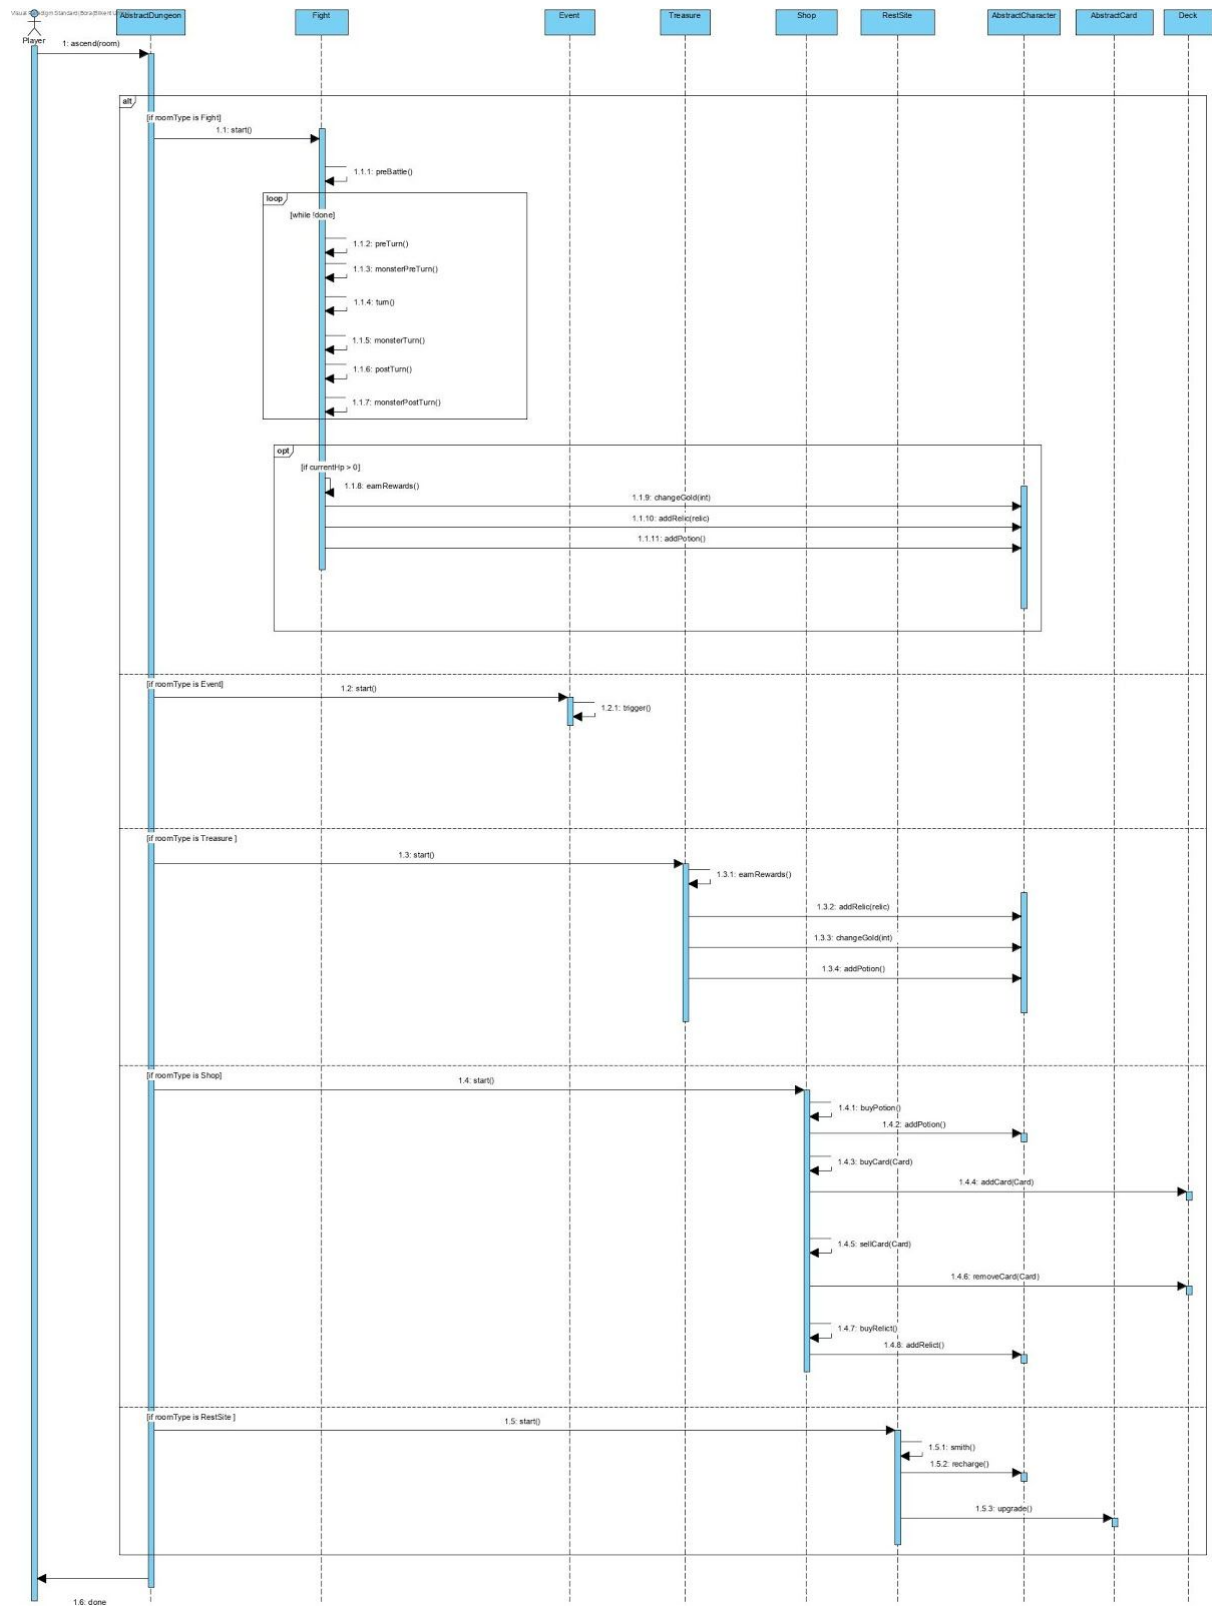 Visual Paradigm Standard(Bora(Bilkent U
AbstractDungeon
Fight
Event
Treasure
Shop
RestSite
AbstractCharacter
AbstractCard
Deck
Player
1: ascend(room)
alt
[if roomType is Fight]
1.1: start()
1.1.1: preBattle()
loop
[while !done]
1.1.2: preTurn()
1.1.3: monsterPreTurn()
1.1.4: turn()
1.1.5: monsterTurn()
1.1.6: postTurn()
1.1.7: monsterPostTurn()
opt
[if currentHp > 0]
1.1.8: earnRewards()
1.1.9: changeGold(int)
1.1.10: addRelic(relic)
1.1.11: addPotion()
[if roomType is Event]
1.2: start()
1.2.1: trigger()
[if roomType is Treasure ]
1.3: start()
1.3.1: earnRewards()
1.3.2: addRelic(relic)
1.3.3: changeGold(int)
1.3.4: addPotion()
[if roomType is Shop]
1.4: start()
1.4.1: buyPotion()
1.4.2: addPotion()
1.4.3: buyCard(Card)
1.4.4: addCard(Card)
1.4.5: sellCard(Card)
1.4.6: removeCard(Card)
1.4.7: buyRelict()
1.4.8: addRelict()
[if roomType is RestSite ]
1.5: start()
1.5.1: smith()
1.5.2: recharge()
1.5.3: upgrade()
1.6: done